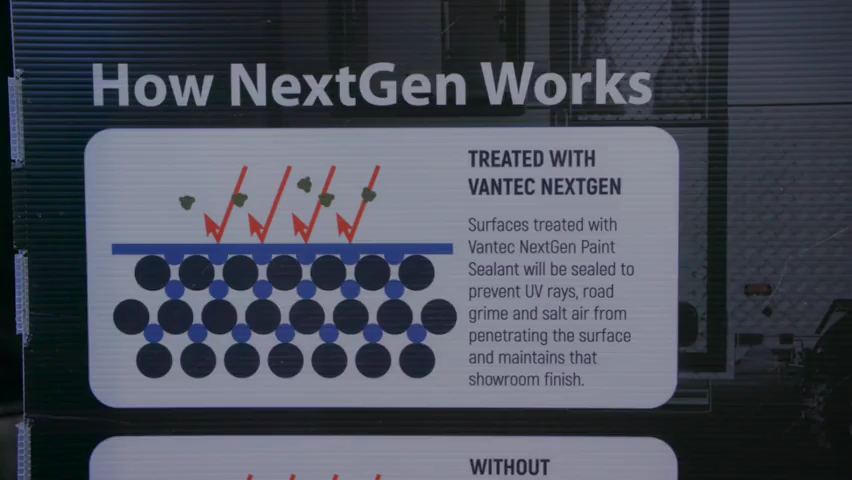 How NextGen Works
TREATED WITH
VANTEC NEXTGEN
Surfaces treated with
Vantec NextGen Paint
Sealant will be sealed to
prevent UV rays, road
grime and salt air from
penetrating the surface
and maintains that
showroom finish.
WITHOUT